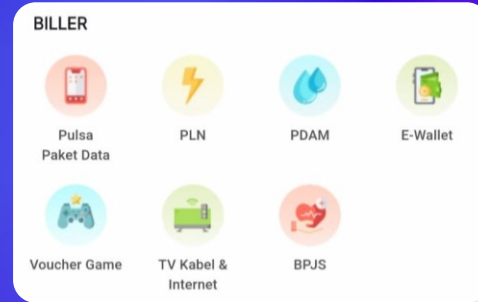 BILLER
Pulsa
Paket Data
PLN
PDAM
E-Wallet
Voucher Game
TV Kabel &
Internet
BPJS